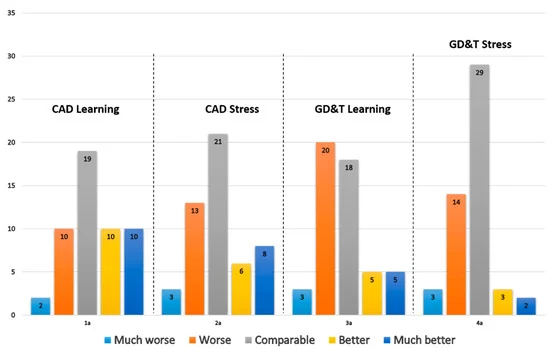 35
30
25
20
15
10
5
0
CAD Learning
CAD Stress
GD&T Learning
GD&T Stress
2
10
19
10
10
3
13
21
6
8
3
20
18
5
5
3
14
29
3
2
1a
2a
3a
4a
Much worse
Worse
Comparable
Better
Much better